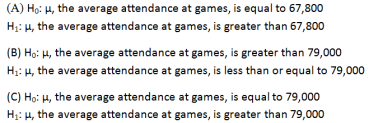 (A) H₀: μ, the average attendance at games, is equal to 67,800
H₁: μ, the average attendance at games, is greater than 67,800
(B) H₀: μ, the average attendance at games, is greater than 79,000
H₁: μ, the average attendance at games, is less than or equal to 79,000
(C) H₀: μ, the average attendance at games, is equal to 79,000
H₁: μ, the average attendance at games, is greater than 79,000